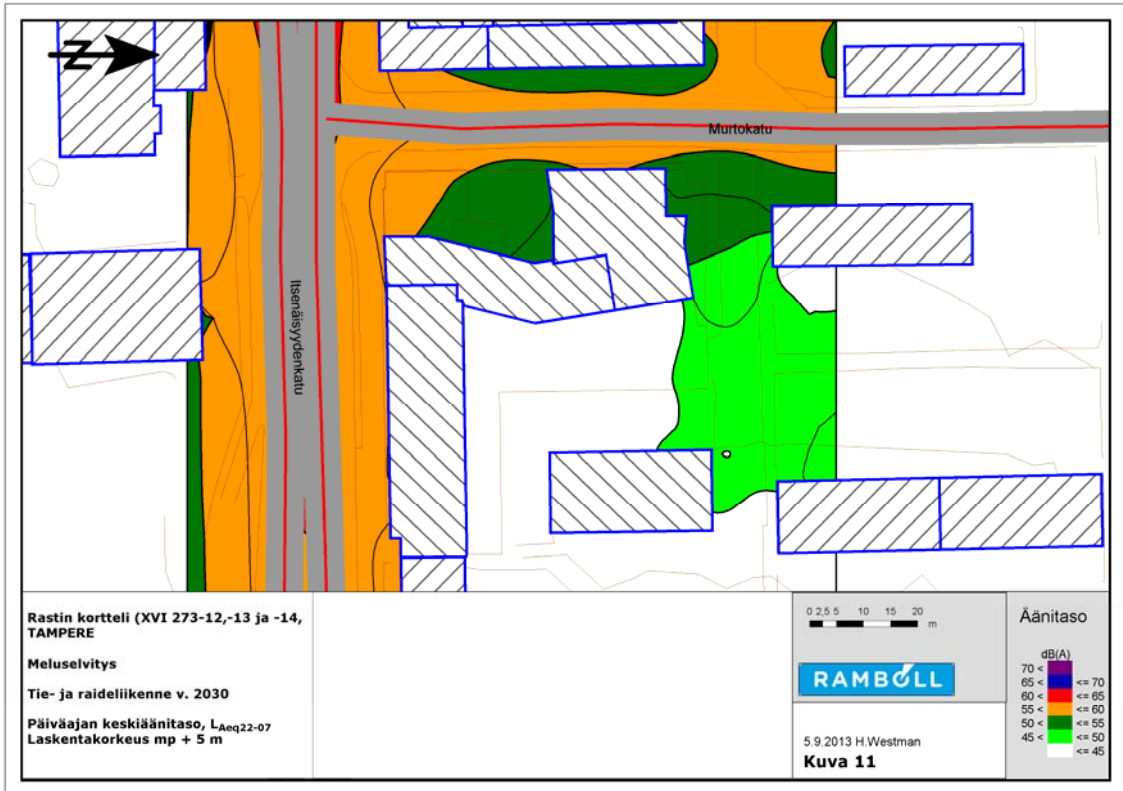 Z
Murtokatu
Itsenäisyydenkatu
Rastin kortteli (XVI 273-12,-13 ja -14,
TAMPERE
Meluselvitys
Tie- ja raideliikenne v. 2030
Päiväajan keskiäänitaso, LAeq22-07
Laskentakorkeus mp + 5 m
0 2,5 5 10 15 20
m
RAMBOLL
5.9.2013 H.Westman
Kuva 11
Äänitaso
dB(A)
70 <
65 < <= 70
60 < <= 65
55 < <= 60
50 < <= 55
45 < <= 50
<= 45